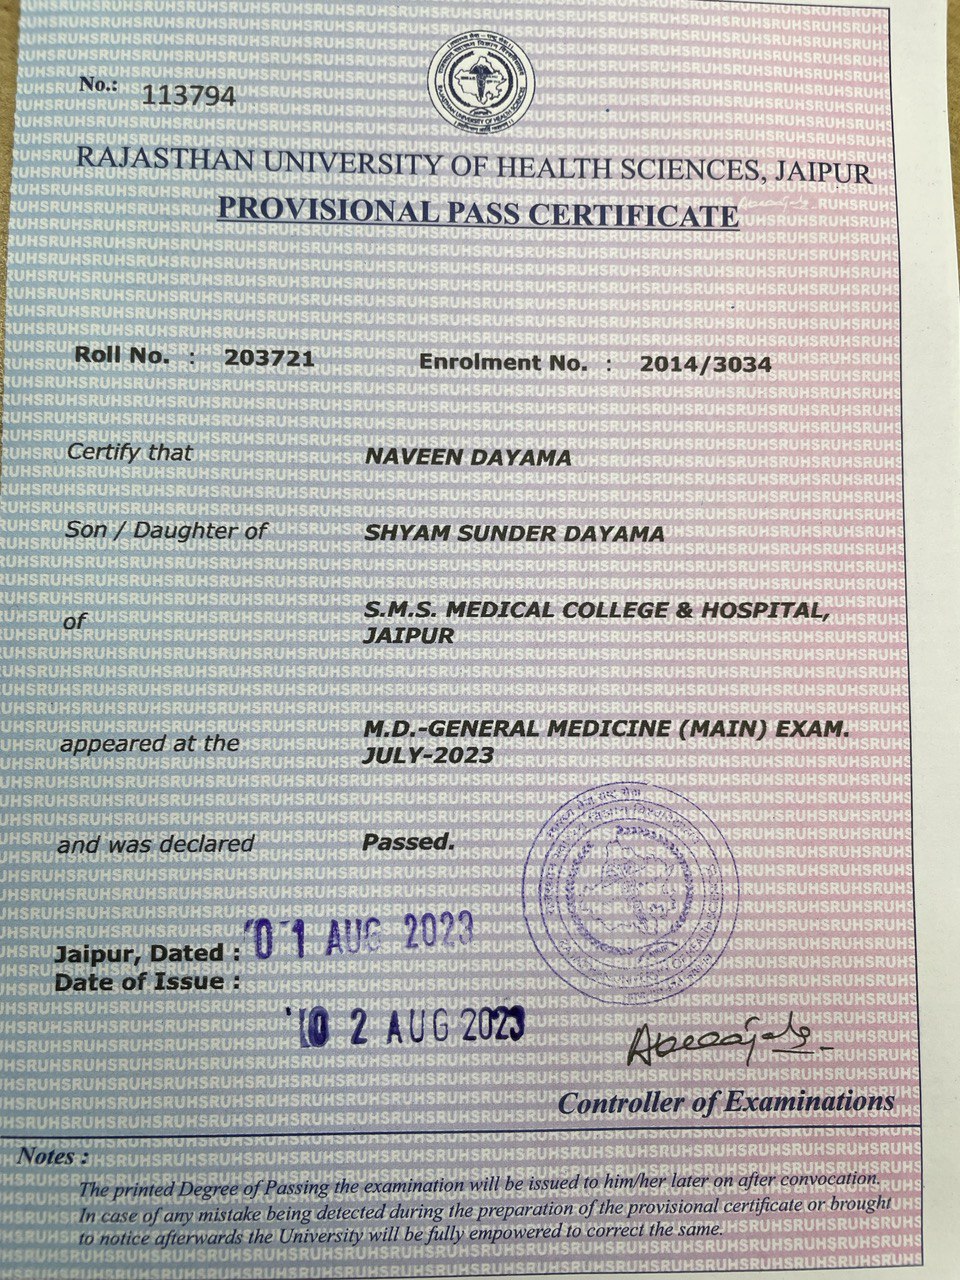 No.: 113794
RAJASTHAN UNIVERSITY OF HEALTH SCIENCES
RAJASTHAN UNIVERSITY OF HEALTH SCIENCES, JAIPUR
PROVISIONAL PASS CERTIFICATE
Roll No. : 203721 Enrolment No. : 2014/3034
Certify that NAVEEN DAYAMA
Son / Daughter of SHYAM SUNDER DAYAMA
of S.M.S. MEDICAL COLLEGE & HOSPITAL,
JAIPUR
appeared at the M.D.-GENERAL MEDICINE (MAIN) EXAM.
JULY-2023
and was declared Passed.
Jaipur, Dated : 01 AUG 2023
Date of Issue :
02 AUG 2023
Controller of Examinations
Notes :
The printed Degree of Passing the examination will be issued to him/her later on after convocation.
In case of any mistake being detected during the preparation of the provisional certificate or brought
to notice afterwards the University will be fully empowered to correct the same.